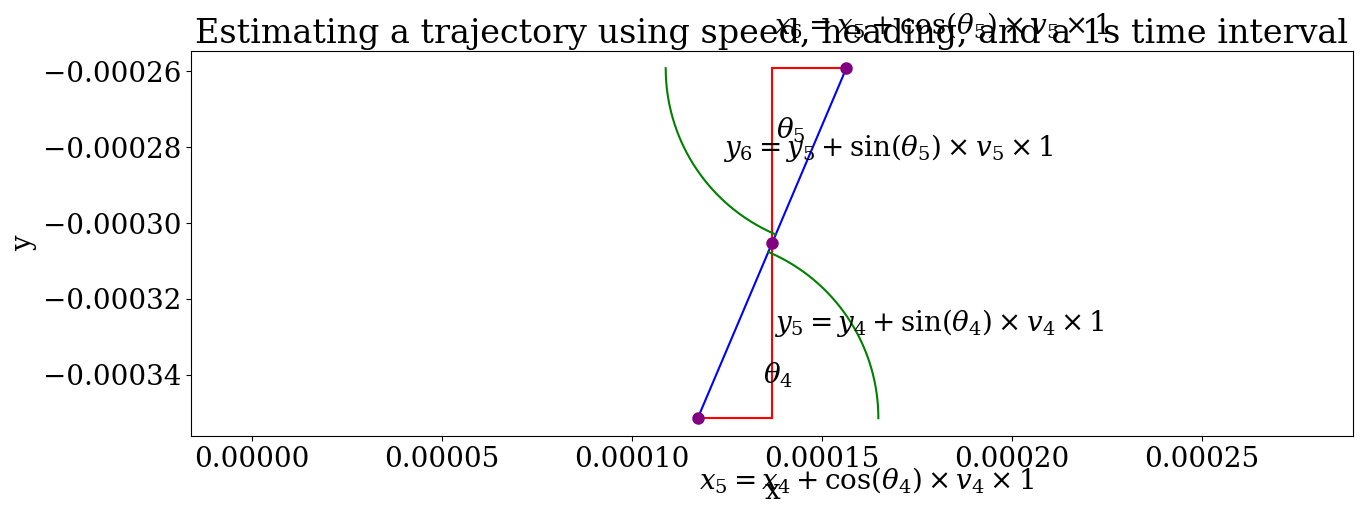 x₆ = x₅ + cos(θ₅) × v₅ × 1
Estimating a trajectory using speed, heading, and a 1s time interval
−0.00026
θ₅
−0.00028
y₆ = y₅ + sin(θ₅) × v₅ × 1
−0.00030
y
−0.00032
y₅ = y₄ + sin(θ₄) × v₄ × 1
−0.00034
θ₄
0.00000 0.00005 0.00010 0.00015 0.00020 0.00025
x₅ = x₄ + cos(θ₄) × v₄ × 1
x